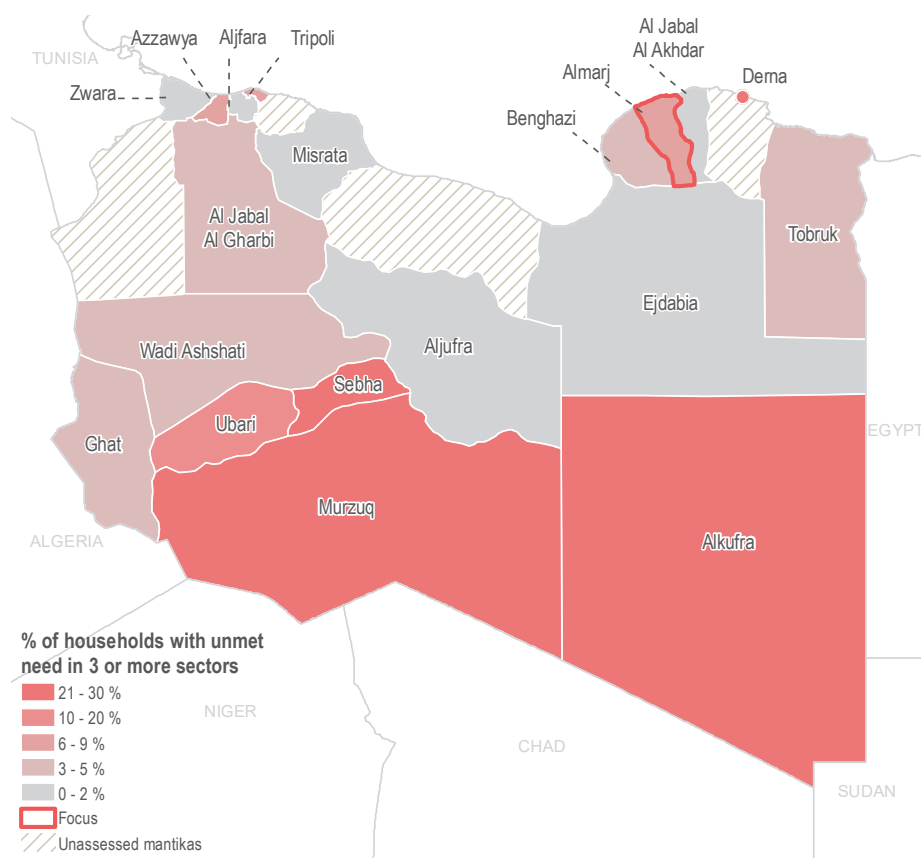 Al Jabal
Al Akhdar
Azzawya
Aljfara
Tripoli
TUNISIA
Almarj
Derna
Zwara
Benghazi
Misrata
Al Jabal
Al Gharbi
Tobruk
Ejdabia
Wadi Ashshati
Aljufra
Sebha
Ubari
Ghat
EGYPT
Murzuq
Alkufra
ALGERIA
% of households with unmet
need in 3 or more sectors
21 - 30 %
10 - 20 %
6 - 9 %
3 - 5 %
0 - 2 %
Focus
Unassessed mantikas
NIGER
CHAD
SUDAN